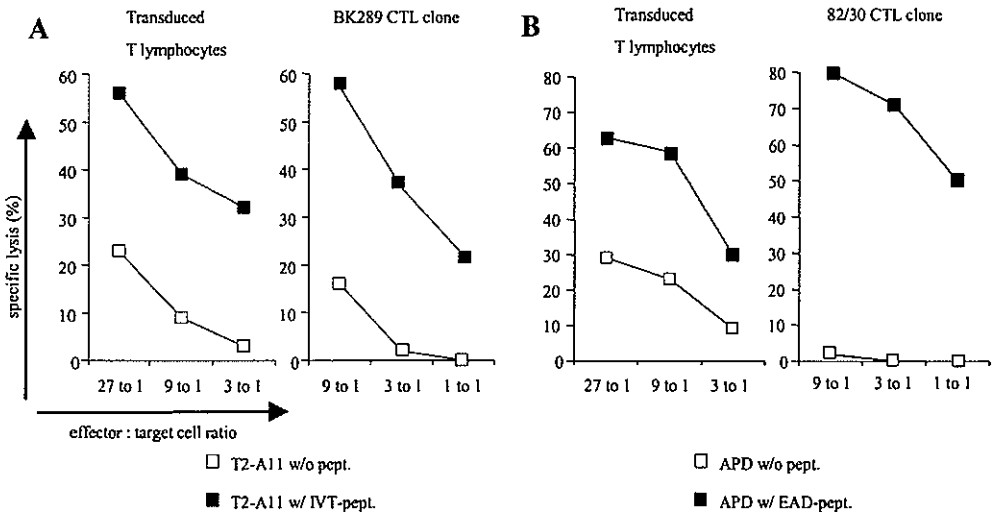 A
Transduced
T lymphocytes
BK289 CTL clone
B
Transduced
T lymphocytes
82/30 CTL clone
specific lysis (%)
60
50
40
30
20
10
0
27 to 1 9 to 1 3 to 1
60
50
40
30
20
10
0
9 to 1 3 to 1 1 to 1
80
70
60
50
40
30
20
10
0
27 to 1 9 to 1 3 to 1
80
70
60
50
40
30
20
10
0
9 to 1 3 to 1 1 to 1
effector : target cell ratio
T2-A11 w/o pept.
T2-A11 w/ IVT-pept.
APD w/o pept.
APD w/ EAD-pept.